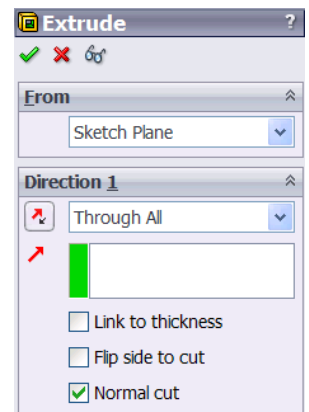 Extrude ?
From
Sketch Plane
Direction 1
Through All
Link to thickness
Flip side to cut
Normal cut